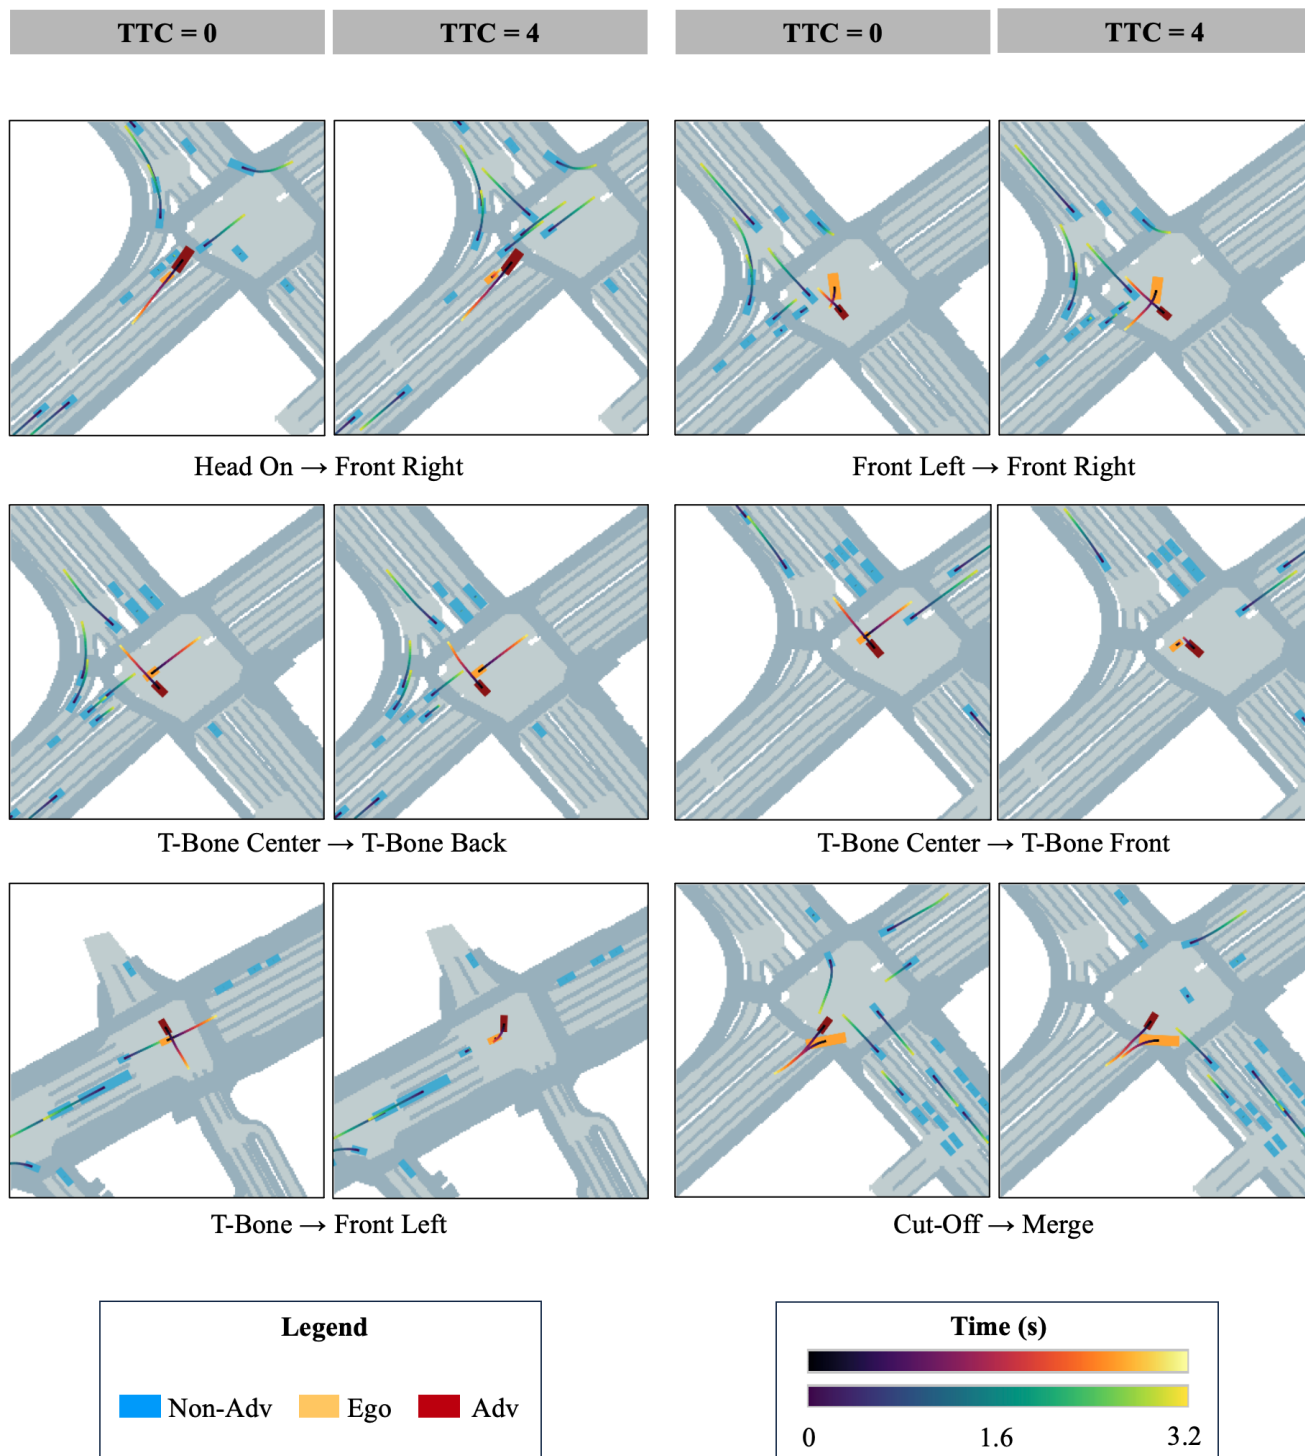 TTC = 0
TTC = 4
TTC = 0
TTC = 4
Head On → Front Right
Front Left → Front Right
T-Bone Center → T-Bone Back
T-Bone Center → T-Bone Front
T-Bone → Front Left
Cut-Off → Merge
Legend
Non-Adv
Ego
Adv
Time (s)
0
1.6
3.2